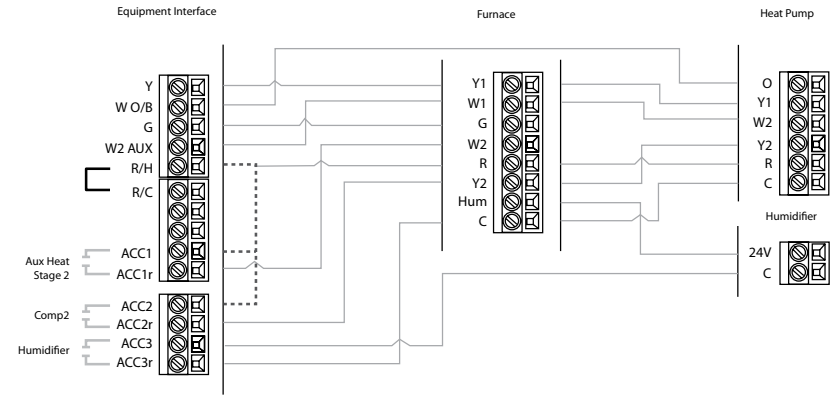 Equipment Interface
Furnace
Heat Pump
Y
W O/B
G
W2 AUX
R/H
R/C
ACC1
ACC1r
Aux Heat
Stage 2
ACC2
ACC2r
Comp2
ACC3
ACC3r
Humidifier
Y1
W1
G
W2
R
Y2
Hum
C
O
Y1
W2
Y2
R
C
Humidifier
24V
C